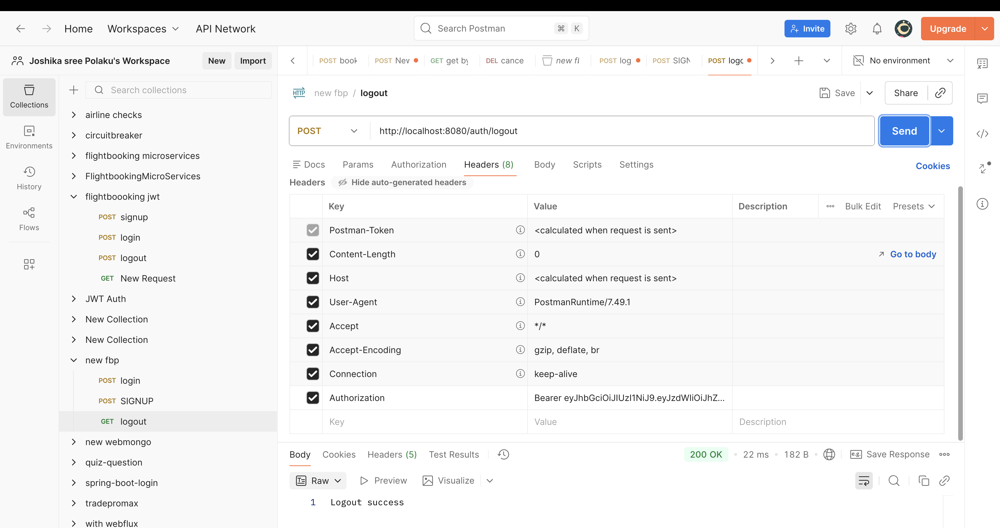 Home Workspaces API Network Search Postman ⌘ K Invite Upgrade
Joshika sree Polaku's Workspace New Import
POST book POST New GET get by DEL cance new fl POST log POST SIGN POST logo No environment
Collections
Environments
History
Flows
Search collections
airline checks
circuitbreaker
flightbooking microservices
FlightbookingMicroServices
flightboooking jwt
POST signup
POST login
POST logout
GET New Request
JWT Auth
New Collection
New Collection
new fbp
POST login
POST SIGNUP
GET logout
new webmongo
quiz-question
spring-boot-login
tradepromax
with webflux
HTTP new fbp / logout Save Share
POST http://localhost:8080/auth/logout Send
Docs Params Authorization Headers (8) Body Scripts Settings Cookies
Headers Hide auto-generated headers
Key Value Description Bulk Edit Presets
Postman-Token <calculated when request is sent>
Content-Length 0 Go to body
Host <calculated when request is sent>
User-Agent PostmanRuntime/7.49.1
Accept */*
Accept-Encoding gzip, deflate, br
Connection keep-alive
Authorization Bearer eyJhbGciOiJIUzI1NiJ9.eyJzdWIiOiJhZ...
Key Value Description
Body Cookies Headers (5) Test Results 200 OK • 22 ms • 182 B • e.g. Save Response
Raw Preview Visualize
1 Logout success